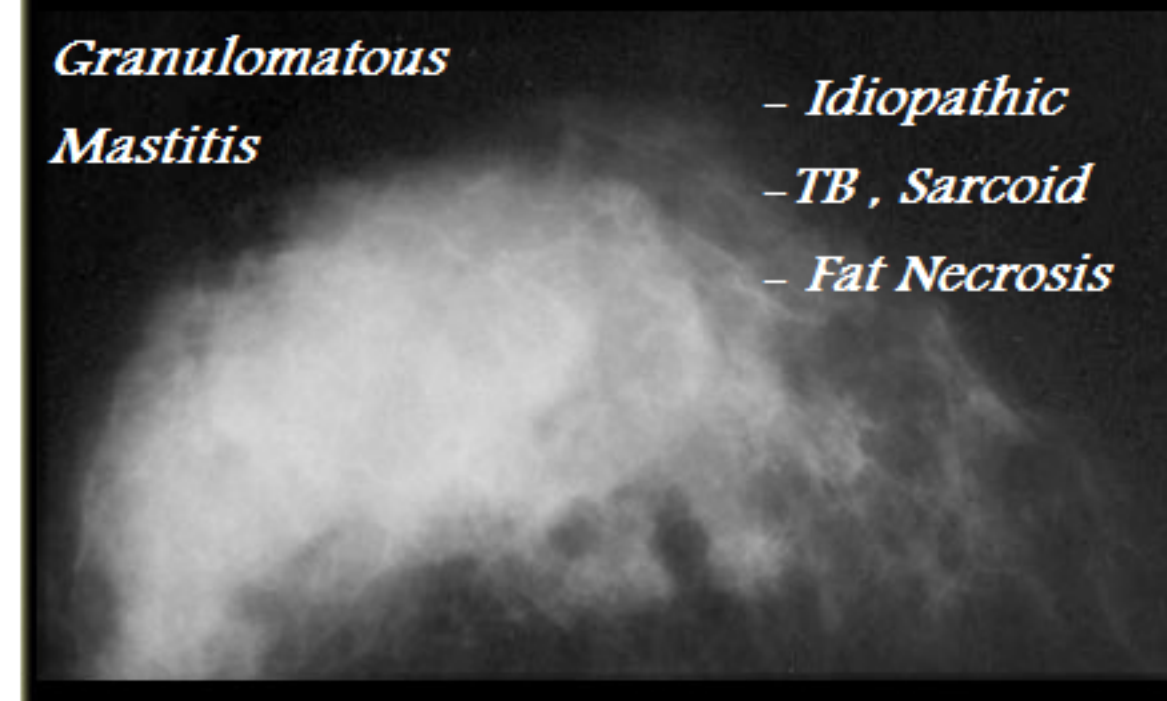 Granulomatous
Mastitis
- Idiopathic
-TB , Sarcoid
- Fat Necrosis